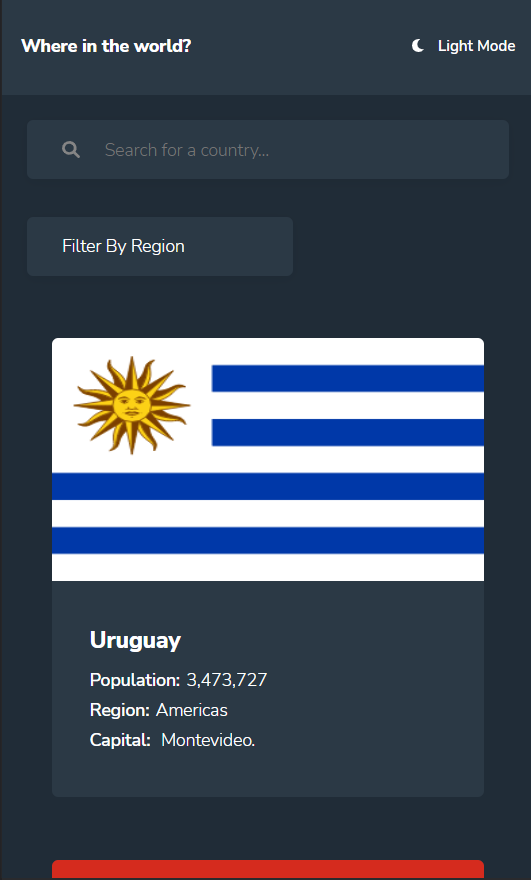 Where in the world?
Light Mode
Search for a country...
Filter By Region
Uruguay
Population: 3,473,727
Region: Americas
Capital: Montevideo.